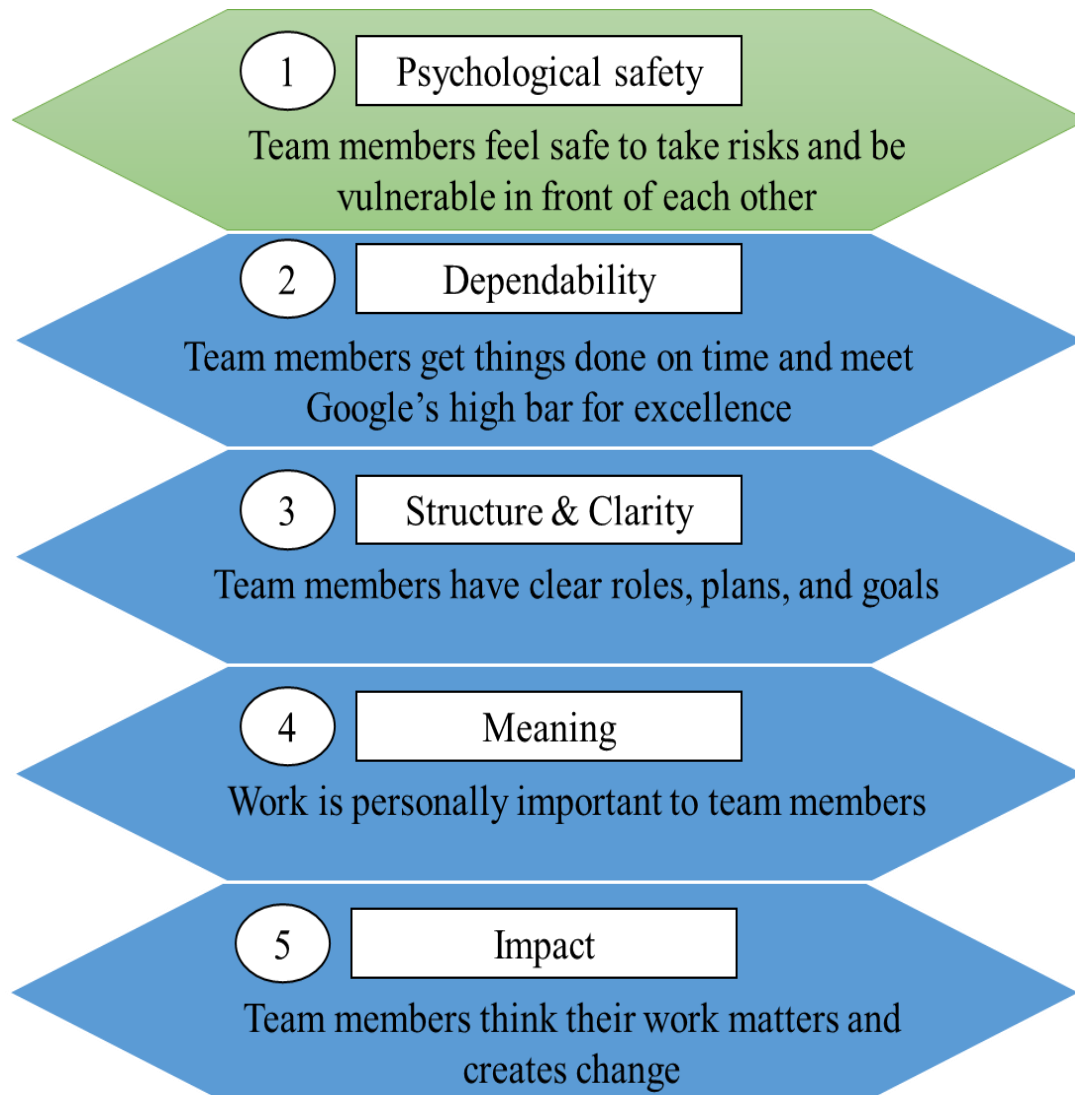 1
Psychological safety
Team members feel safe to take risks and be
vulnerable in front of each other
2
Dependability
Team members get things done on time and meet
Google’s high bar for excellence
3
Structure & Clarity
Team members have clear roles, plans, and goals
4
Meaning
Work is personally important to team members
5
Impact
Team members think their work matters and
creates change